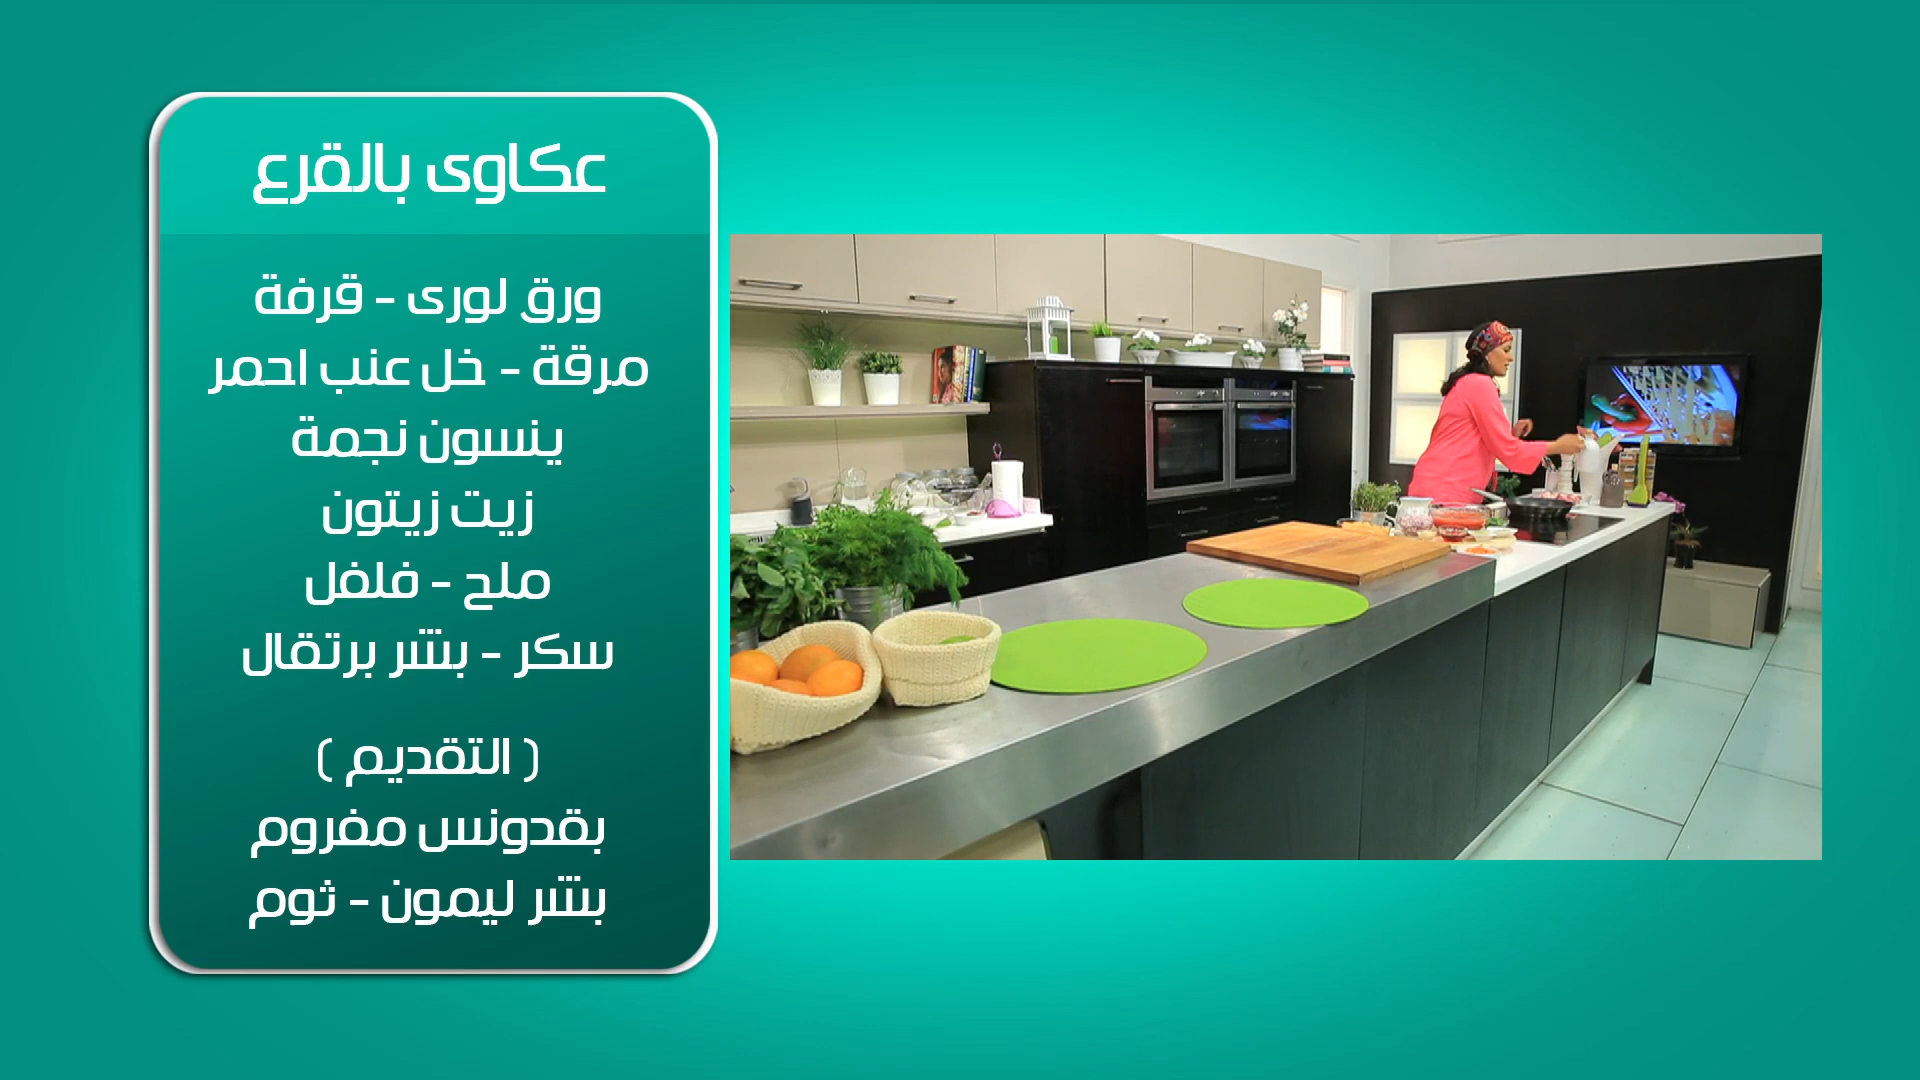 عكاوى بالقرع
ورق لورى - قرفة
مرقة - خل عنب احمر
ينسون نجمة
زيت زيتون
ملح - فلفل
سكر - بشر برتقال
( التقديم )
بقدونس مفروم
بشر ليمون - ثوم